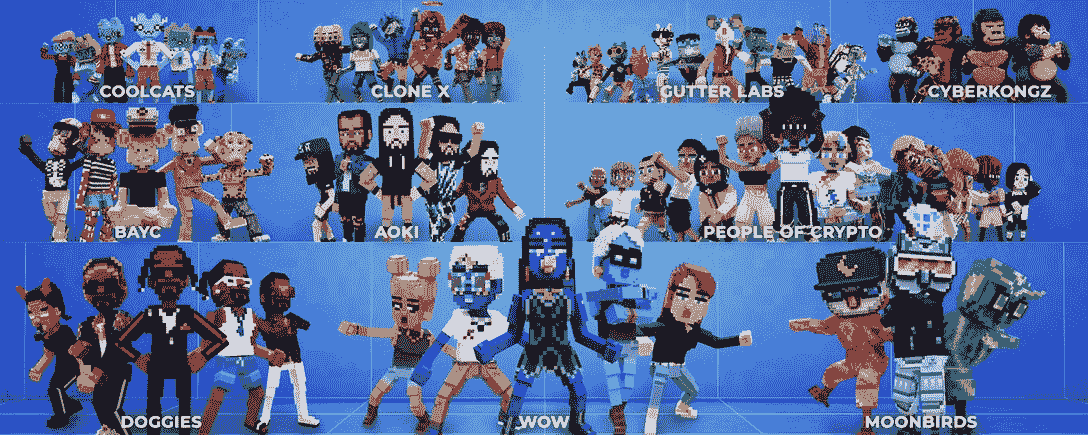 COOLCATS
CLONE X
GUTTER LABS
CYBERKONGZ
BAYC
AOKI
PEOPLE OF CRYPTO
DOGGIES
WOW
MOONBIRDS